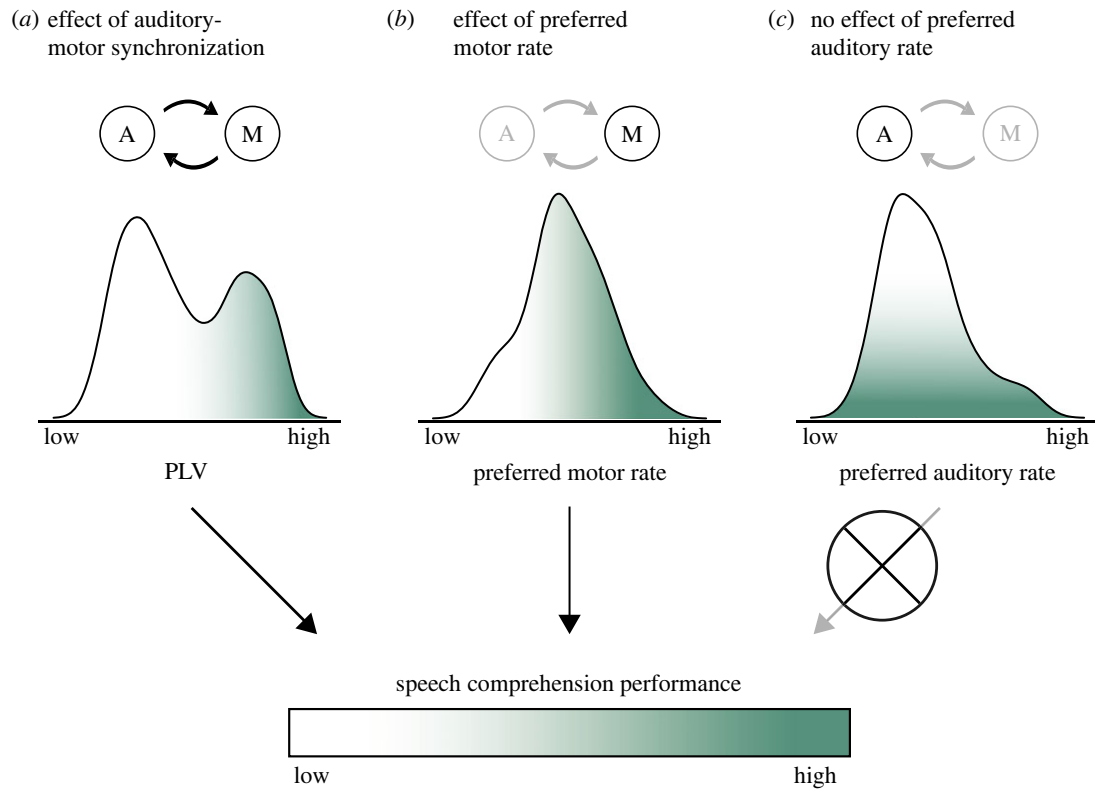 (a) effect of auditory-
motor synchronization
(b) effect of preferred
motor rate
(c) no effect of preferred
auditory rate
A M
A M
A M
low high
PLV
low high
preferred motor rate
low high
preferred auditory rate
speech comprehension performance
low high